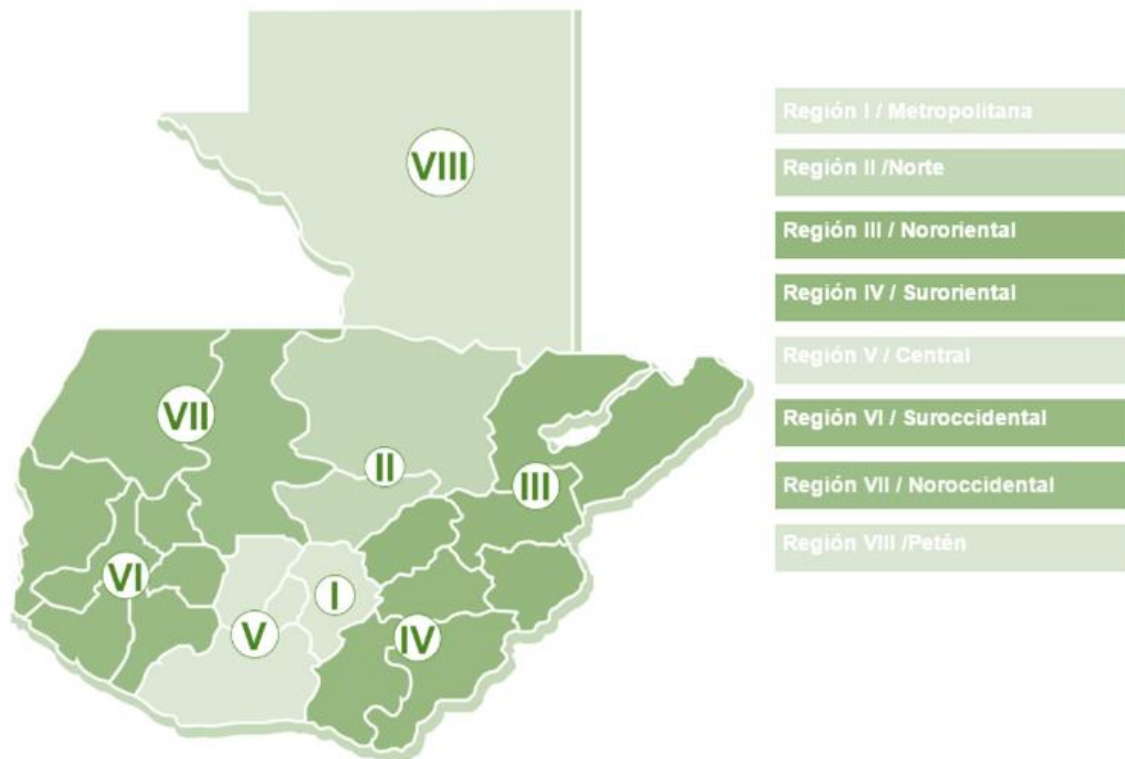 VIII
VII
II
III
VI
I
V
IV
Región I / Metropolitana
Región II /Norte
Región III / Nororiental
Región IV / Suroriental
Región V / Central
Región VI / Suroccidental
Región VII / Noroccidental
Región VIII /Petén